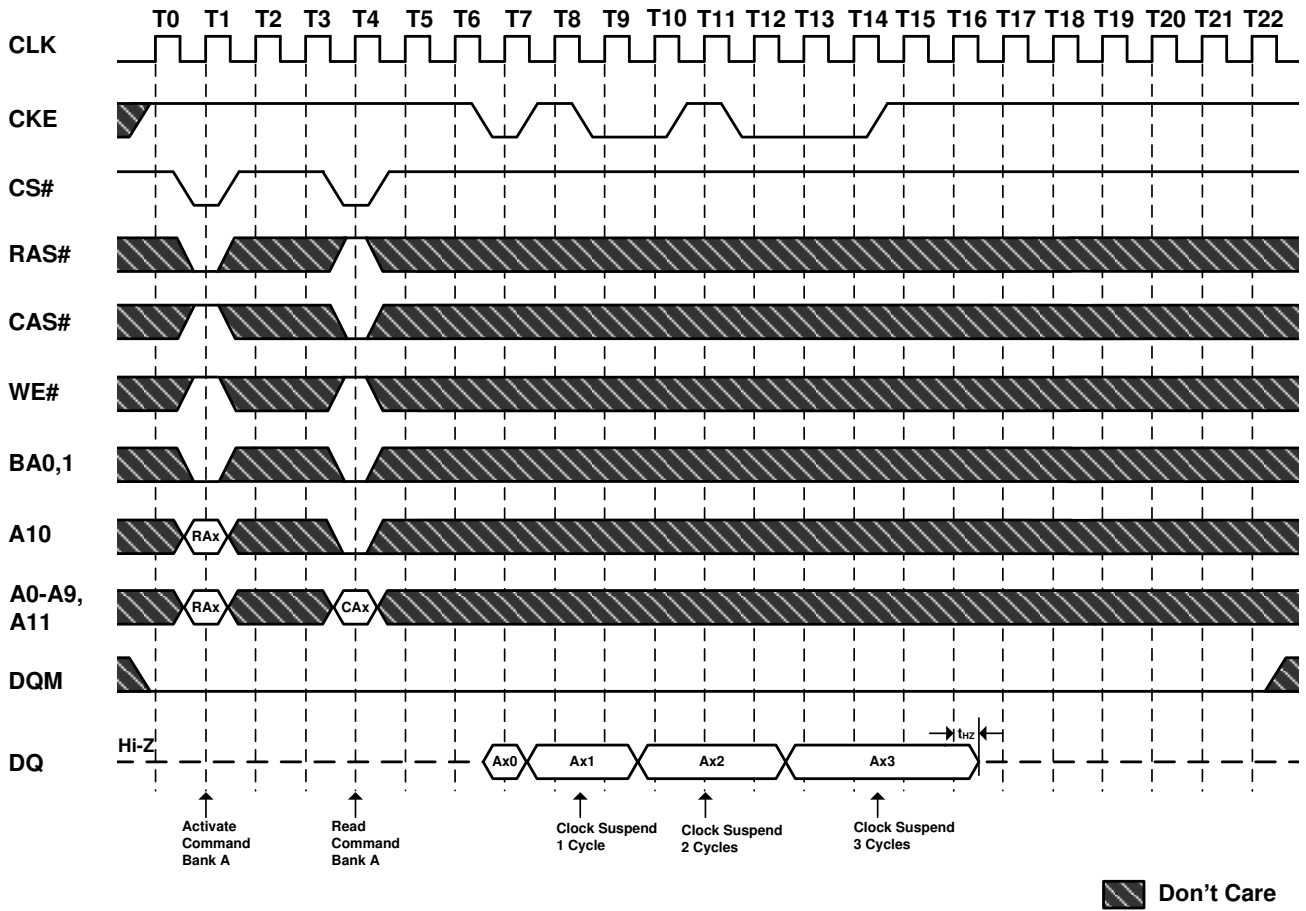 T0 T1 T2 T3 T4 T5 T6 T7 T8 T9 T10 T11 T12 T13 T14 T15 T16 T17 T18 T19 T20 T21 T22
CLK
CKE
CS#
RAS#
CAS#
WE#
BA0,1
A10
RAx
A0-A9,
A11
RAx CAx
DQM
DQ
Hi-Z
Ax0 Ax1 Ax2 Ax3
tHZ
Activate
Command
Bank A
Read
Command
Bank A
Clock Suspend
1 Cycle
Clock Suspend
2 Cycles
Clock Suspend
3 Cycles
Don't Care